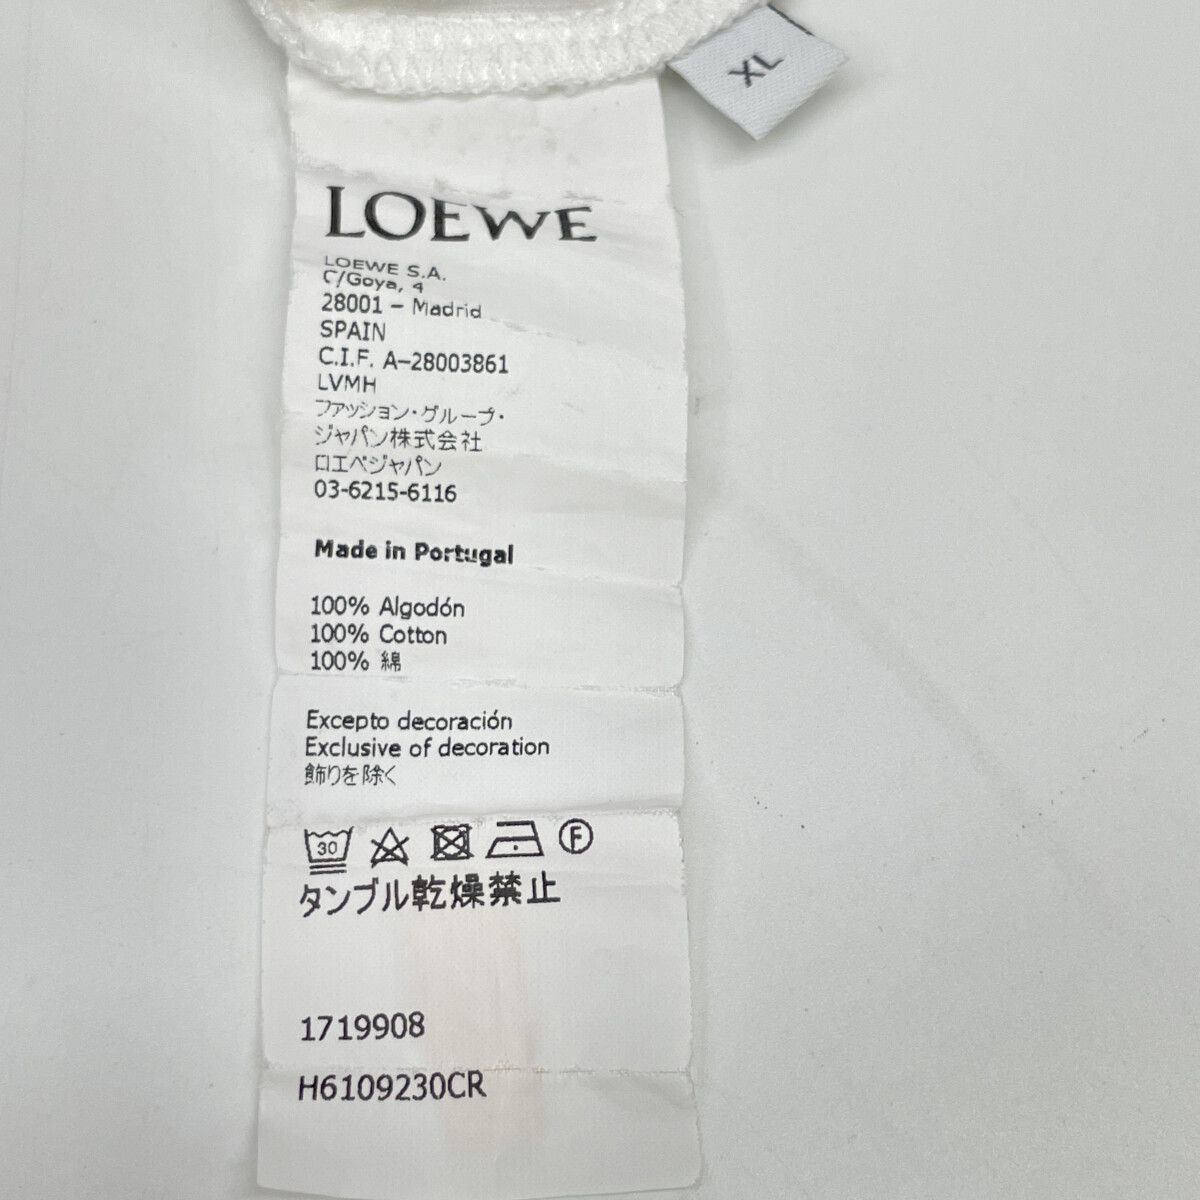 XL
LOEWE
LOEWE S.A.
C/Goya, 4
28001 – Madrid
SPAIN
C.I.F. A–28003861
LVMH
ファッション・グループ・
ジャパン株式会社
ロエベジャパン
03-6215-6116
Made in Portugal
100% Algodón
100% Cotton
100% 綿
Excepto decoración
Exclusive of decoration
飾りを除く
30 F
タンブル乾燥禁止
1719908
H6109230CR